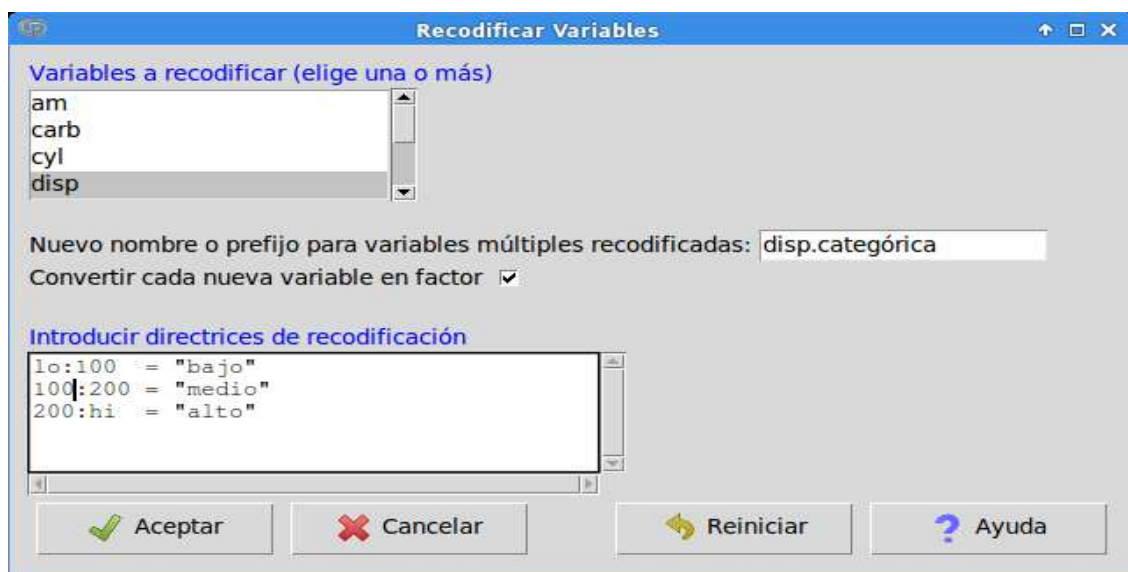 Recodificar Variables
Variables a recodificar (elige una o más)
am
carb
cyl
disp
Nuevo nombre o prefijo para variables múltiples recodificadas: disp.categórica
Convertir cada nueva variable en factor
Introducir directrices de recodificación
lo:100 = "bajo"
100:200 = "medio"
200:hi = "alto"
Aceptar Cancelar Reiniciar ? Ayuda